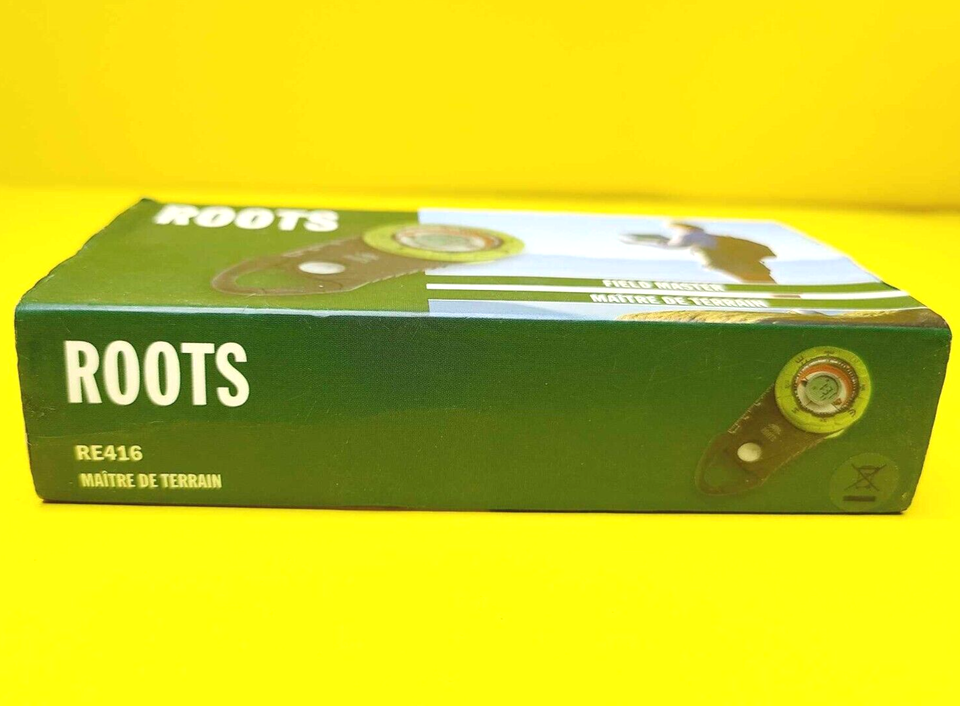 ROOTS
FIELD MASTER
MAÎTRE DE TERRAIN
ROOTS
RE416
MAÎTRE DE TERRAIN